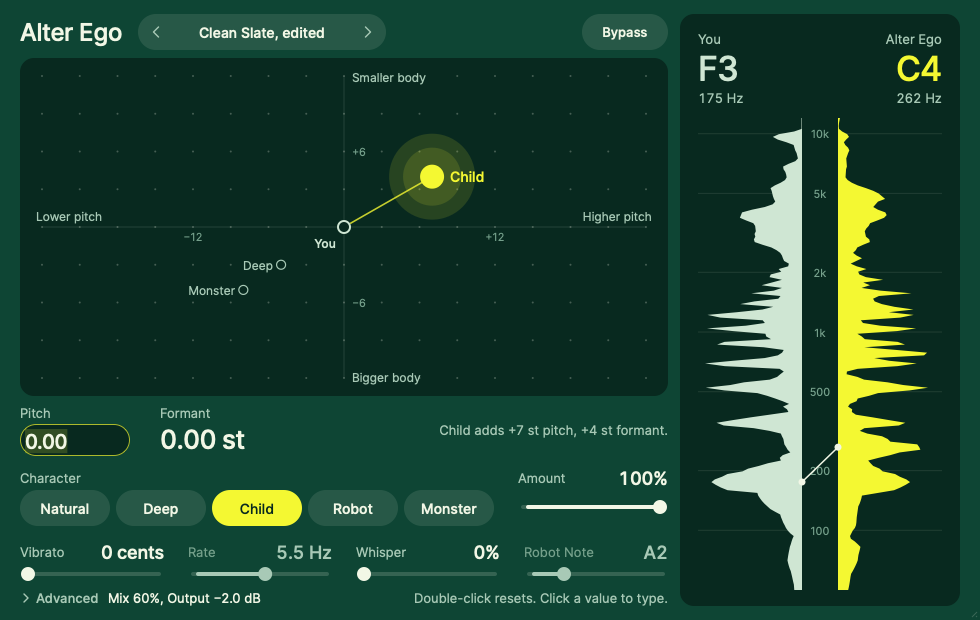 Alter Ego
Clean Slate, edited
Bypass
Smaller body
+6
Child
Lower pitch
Higher pitch
−12
+12
You
Deep
Monster
−6
Bigger body
Pitch
0.00
Formant
0.00 st
Child adds +7 st pitch, +4 st formant.
Character
Natural
Deep
Child
Robot
Monster
Amount
100%
Vibrato
0 cents
Rate
5.5 Hz
Whisper
0%
Robot Note
A2
Advanced
Mix 60%, Output −2.0 dB
Double-click resets. Click a value to type.
You
Alter Ego
F3
C4
175 Hz
262 Hz
10k
5k
2k
1k
500
200
100